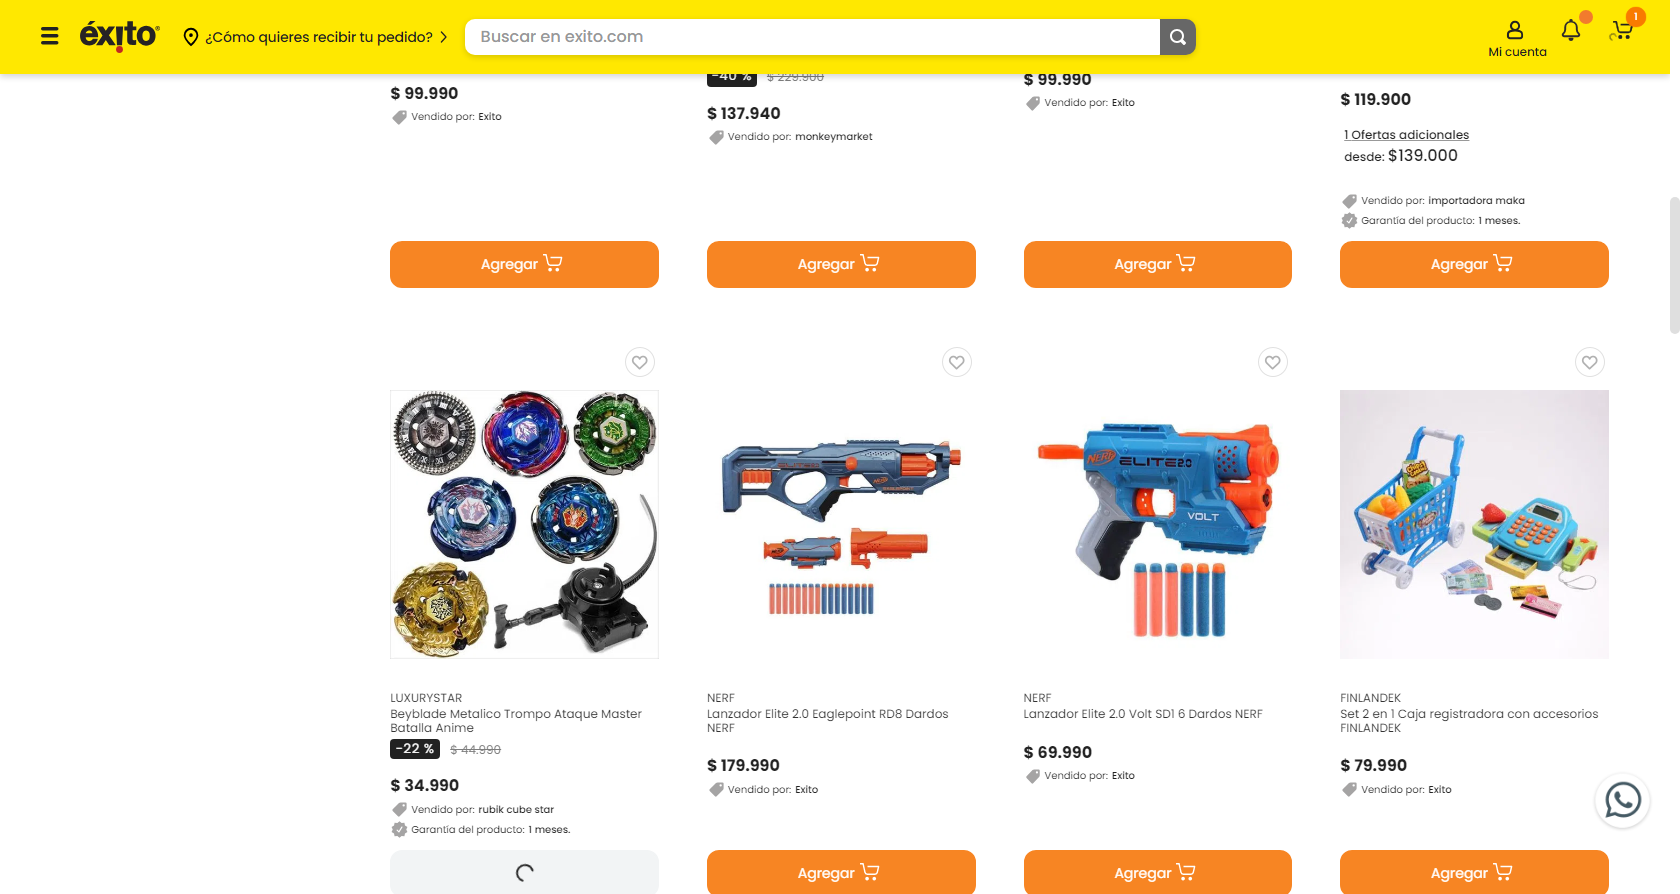 éxito
¿Cómo quieres recibir tu pedido?
Buscar en exito.com
Mi cuenta
1
$ 99.990
Vendido por: Exito
-40 % $ 229.900
$ 137.940
Vendido por: monkeymarket
$ 99.990
Vendido por: Exito
$ 119.900
1 Ofertas adicionales
desde: $139.000
Vendido por: importadora maka
Garantía del producto: 1 meses.
Agregar
Agregar
Agregar
Agregar
NERF
ELITE 2.0
VOLT
LUXURYSTAR
Beyblade Metalico Trompo Ataque Master
Batalla Anime
-22 % $ 44.990
$ 34.990
Vendido por: rubik cube star
Garantía del producto: 1 meses.
NERF
Lanzador Elite 2.0 Eaglepoint RD8 Dardos
NERF
$ 179.990
Vendido por: Exito
Agregar
NERF
Lanzador Elite 2.0 Volt SD1 6 Dardos NERF
$ 69.990
Vendido por: Exito
Agregar
FINLANDEK
Set 2 en 1 Caja registradora con accesorios
FINLANDEK
$ 79.990
Vendido por: Exito
Agregar